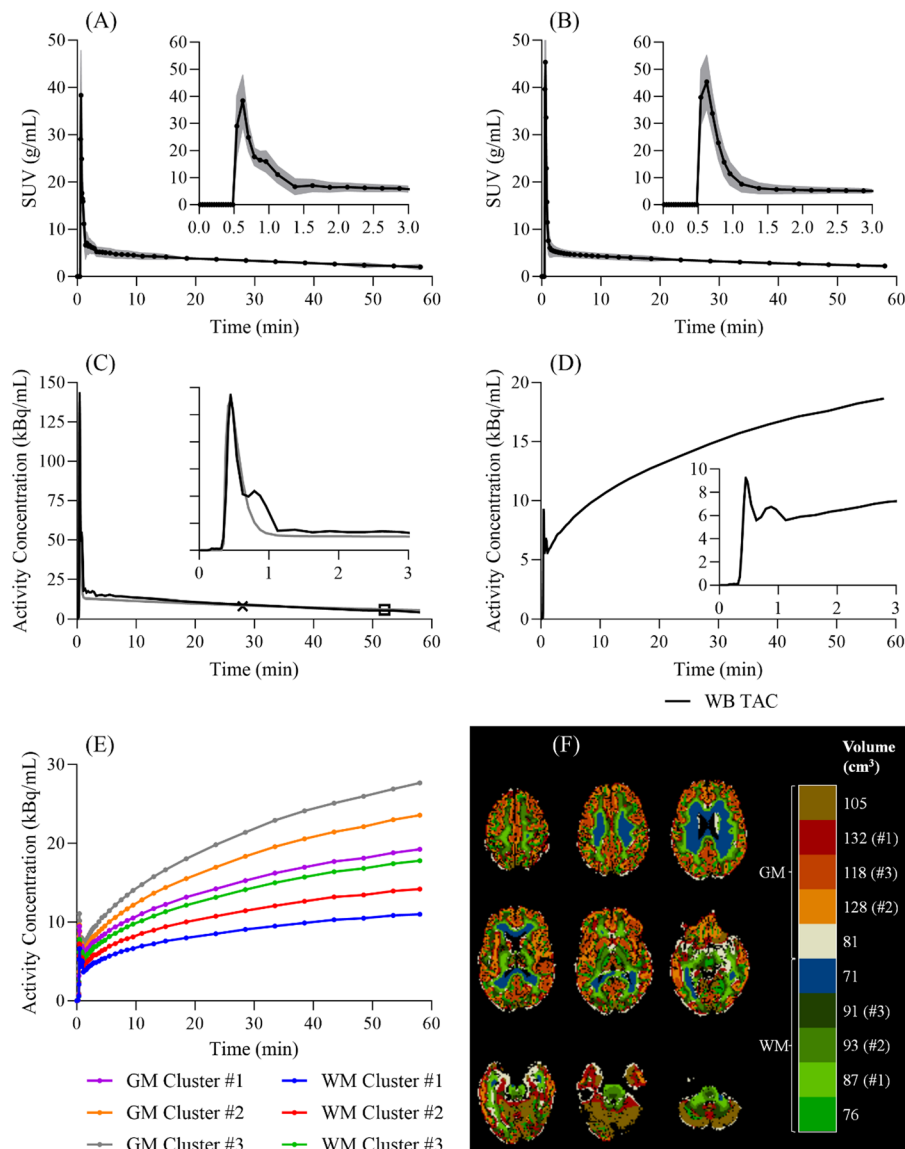 (A)
SUV (g/mL)
50
40
30
20
10
0
0 10 20 30 40 50 60
Time (min)
60
50
40
30
20
10
0
0.0 0.5 1.0 1.5 2.0 2.5 3.0
(B)
SUV (g/mL)
50
40
30
20
10
0
0 10 20 30 40 50 60
Time (min)
60
50
40
30
20
10
0
0.0 0.5 1.0 1.5 2.0 2.5 3.0
(C)
Activity Concentration (kBq/mL)
150
125
100
75
50
25
0
0 10 20 30 40 50 60
Time (min)
0 1 2 3
(D)
Activity Concentration (kBq/mL)
20
15
10
5
0
0 10 20 30 40 50 60
Time (min)
10
8
6
4
2
0
0 1 2 3
WB TAC
(E)
Activity Concentration (kBq/mL)
30
20
10
0
0 10 20 30 40 50 60
Time (min)
GM Cluster #1
GM Cluster #2
GM Cluster #3
WM Cluster #1
WM Cluster #2
WM Cluster #3
(F)
Volume
(cm³)
GM
105
132 (#1)
118 (#3)
128 (#2)
81
WM
71
91 (#3)
93 (#2)
87 (#1)
76